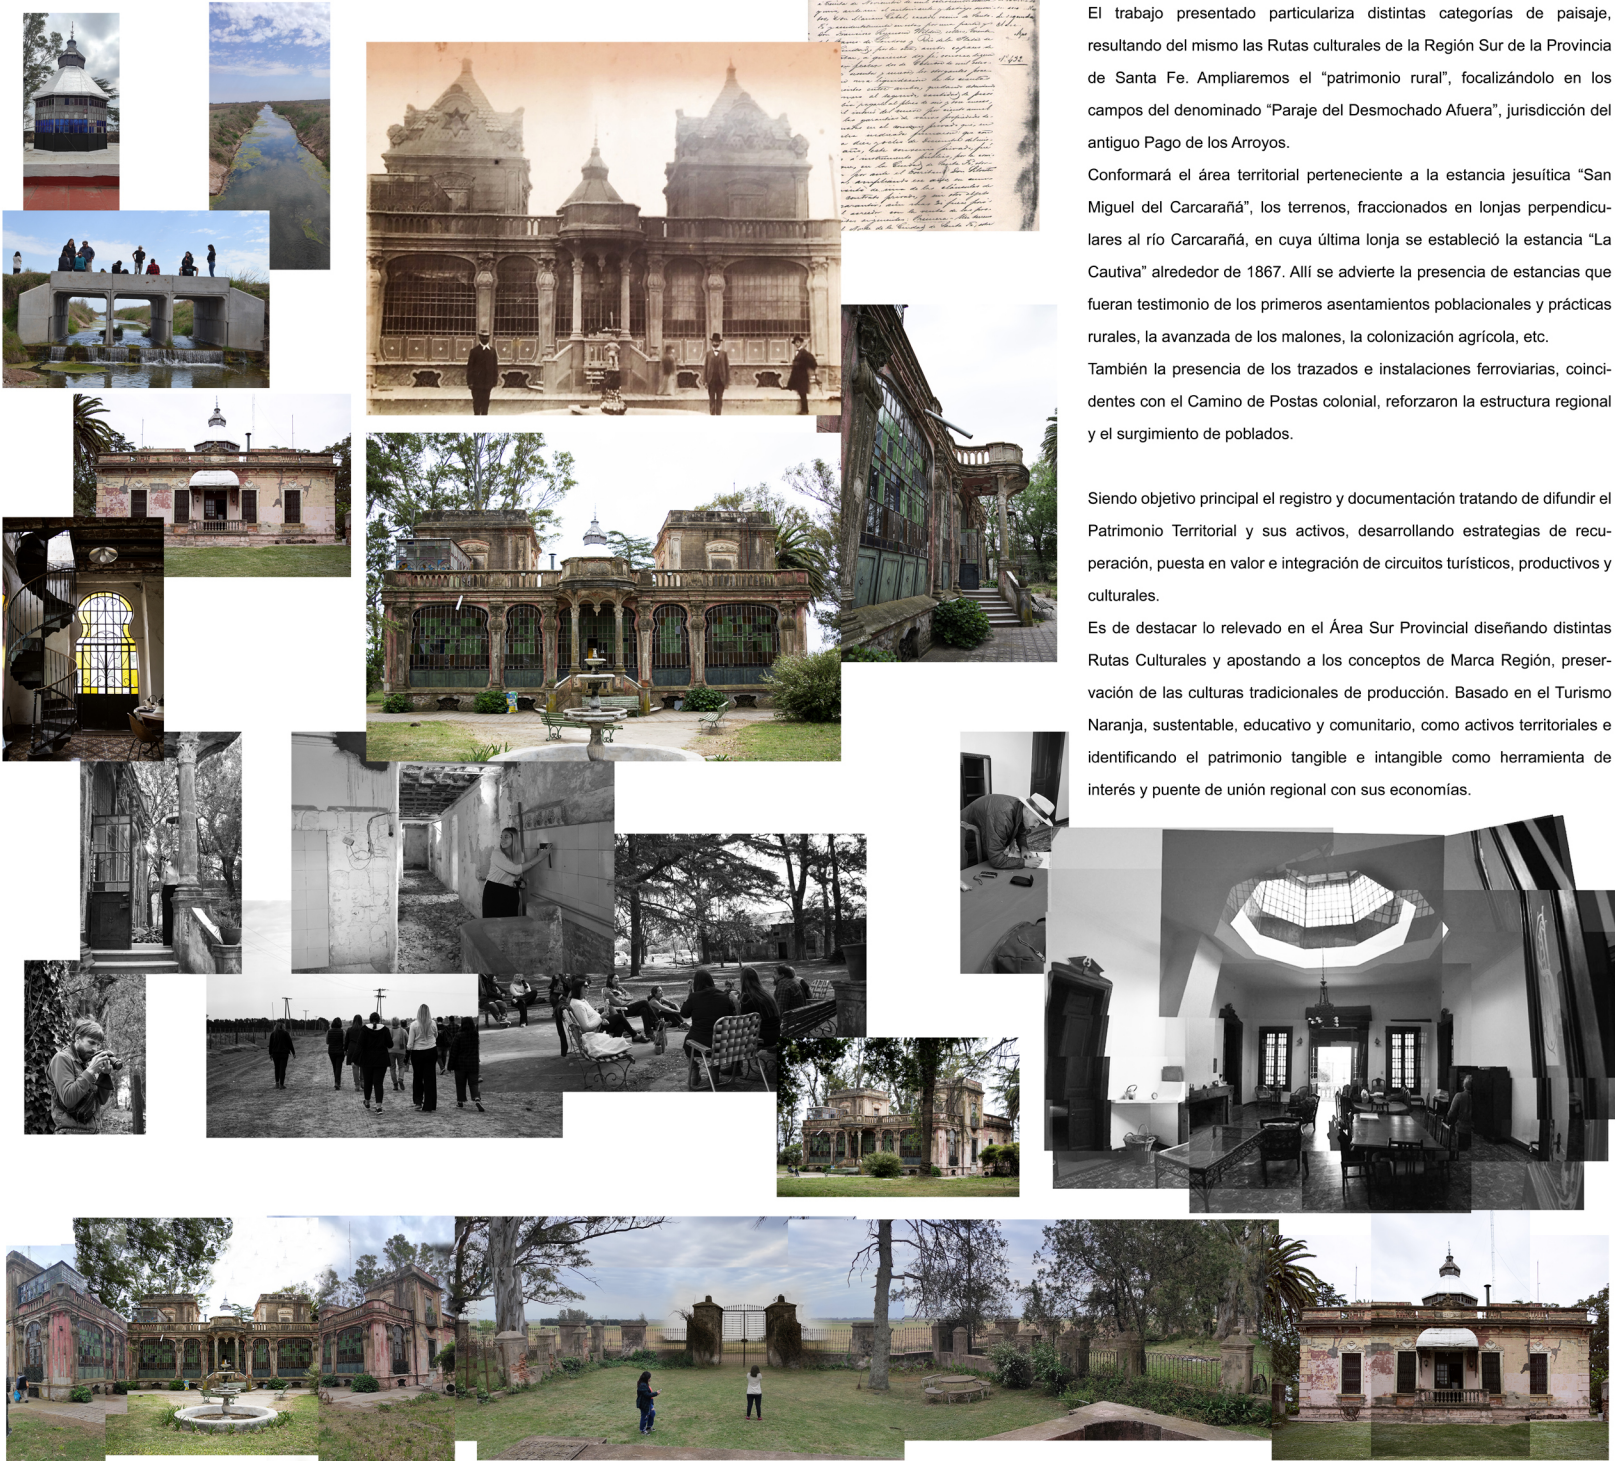 El trabajo presentado particulariza distintas categorías de paisaje,
resultando del mismo las Rutas culturales de la Región Sur de la Provincia
de Santa Fe. Ampliaremos el “patrimonio rural”, focalizándolo en los
campos del denominado “Paraje del Desmochado Afuera”, jurisdicción del
antiguo Pago de los Arroyos.
Conformará el área territorial perteneciente a la estancia jesuítica “San
Miguel del Carcarañá”, los terrenos, fraccionados en lonjas perpendicu-
lares al río Carcarañá, en cuya última lonja se estableció la estancia “La
Cautiva” alrededor de 1867. Allí se advierte la presencia de estancias que
fueran testimonio de los primeros asentamientos poblacionales y prácticas
rurales, la avanzada de los malones, la colonización agrícola, etc.
También la presencia de los trazados e instalaciones ferroviarias, coinci-
dentes con el Camino de Postas colonial, reforzaron la estructura regional
y el surgimiento de poblados.
Siendo objetivo principal el registro y documentación tratando de difundir el
Patrimonio Territorial y sus activos, desarrollando estrategias de recu-
peración, puesta en valor e integración de circuitos turísticos, productivos y
culturales.
Es de destacar lo relevado en el Área Sur Provincial diseñando distintas
Rutas Culturales y apostando a los conceptos de Marca Región, preser-
vación de las culturas tradicionales de producción. Basado en el Turismo
Naranja, sustentable, educativo y comunitario, como activos territoriales e
identificando el patrimonio tangible e intangible como herramienta de
interés y puente de unión regional con sus economías.